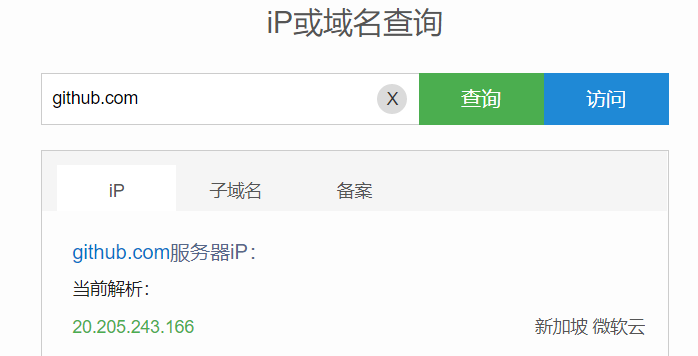 iP或域名查询
github.com X 查询 访问
iP 子域名 备案
github.com服务器iP：
当前解析：
20.205.243.166 新加坡 微软云